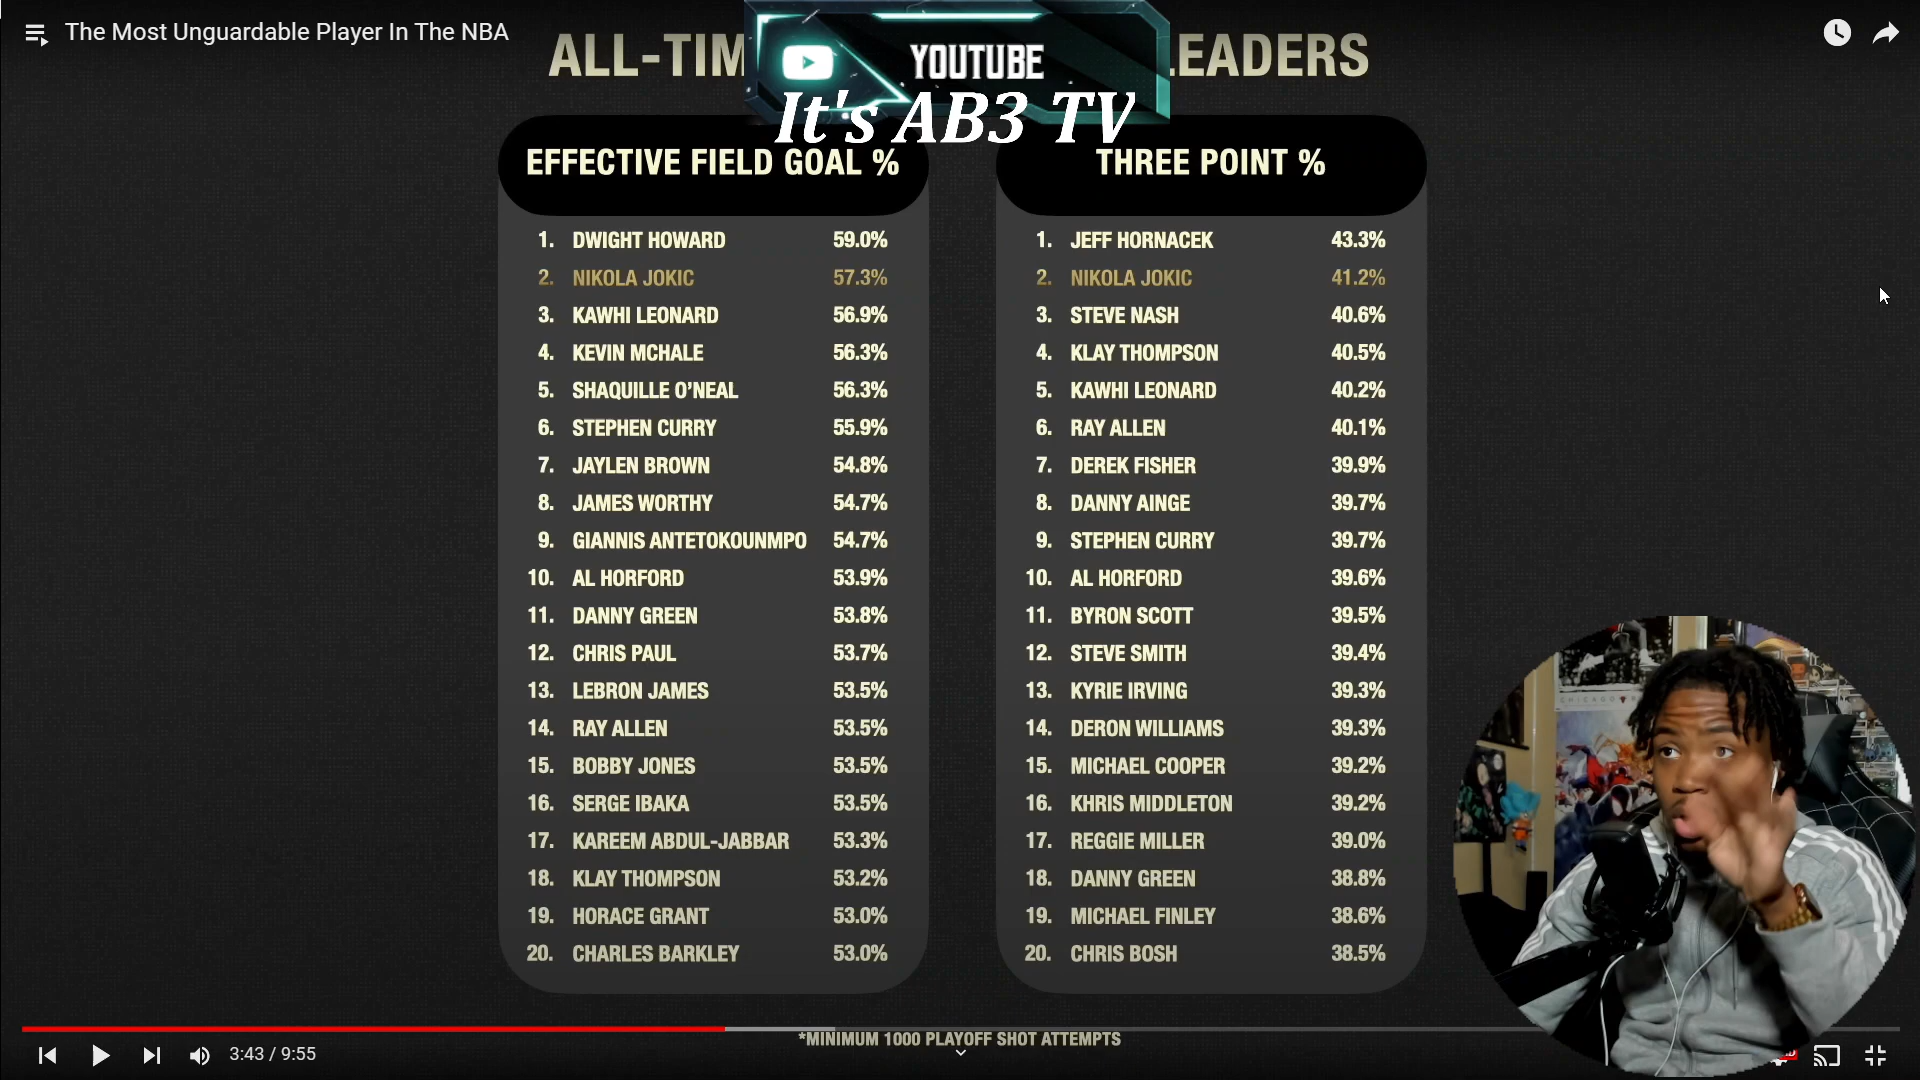 The Most Unguardable Player In The NBA
ALL-TIM EADERS
YOUTUBE
It's AB3 TV
EFFECTIVE FIELD GOAL %
1. DWIGHT HOWARD 59.0%
2. NIKOLA JOKIC 57.3%
3. KAWHI LEONARD 56.9%
4. KEVIN MCHALE 56.3%
5. SHAQUILLE O’NEAL 56.3%
6. STEPHEN CURRY 55.9%
7. JAYLEN BROWN 54.8%
8. JAMES WORTHY 54.7%
9. GIANNIS ANTETOKOUNMPO 54.7%
10. AL HORFORD 53.9%
11. DANNY GREEN 53.8%
12. CHRIS PAUL 53.7%
13. LEBRON JAMES 53.5%
14. RAY ALLEN 53.5%
15. BOBBY JONES 53.5%
16. SERGE IBAKA 53.5%
17. KAREEM ABDUL-JABBAR 53.3%
18. KLAY THOMPSON 53.2%
19. HORACE GRANT 53.0%
20. CHARLES BARKLEY 53.0%
THREE POINT %
1. JEFF HORNACEK 43.3%
2. NIKOLA JOKIC 41.2%
3. STEVE NASH 40.6%
4. KLAY THOMPSON 40.5%
5. KAWHI LEONARD 40.2%
6. RAY ALLEN 40.1%
7. DEREK FISHER 39.9%
8. DANNY AINGE 39.7%
9. STEPHEN CURRY 39.7%
10. AL HORFORD 39.6%
11. BYRON SCOTT 39.5%
12. STEVE SMITH 39.4%
13. KYRIE IRVING 39.3%
14. DERON WILLIAMS 39.3%
15. MICHAEL COOPER 39.2%
16. KHRIS MIDDLETON 39.2%
17. REGGIE MILLER 39.0%
18. DANNY GREEN 38.8%
19. MICHAEL FINLEY 38.6%
20. CHRIS BOSH 38.5%
CHICAGO
*MINIMUM 1000 PLAYOFF SHOT ATTEMPTS
3:43 / 9:55